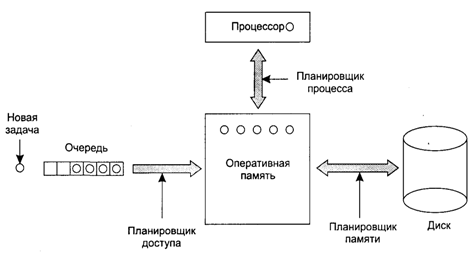 Процессор
Планировщик
процесса
Новая
задача
Очередь
Оперативная
память
Планировщик
доступа
Планировщик
памяти
Диск